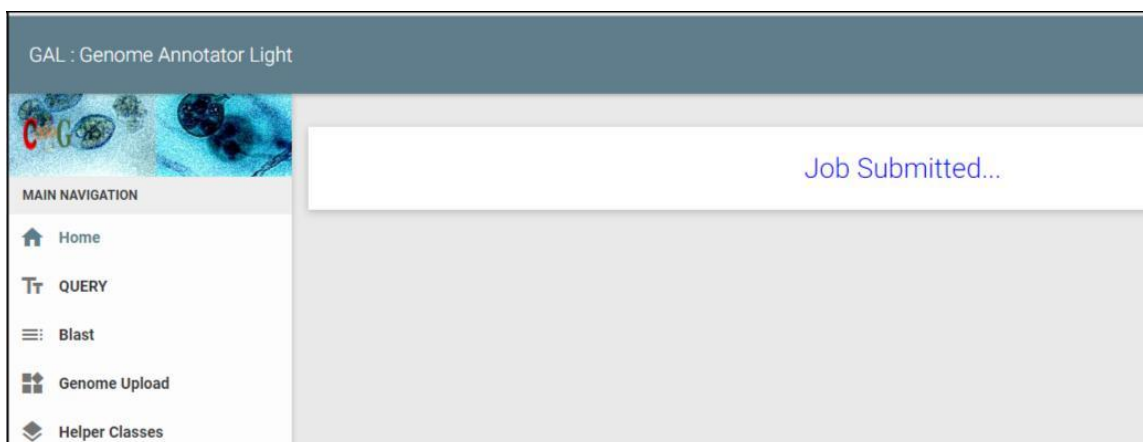 GAL : Genome Annotator Light
Job Submitted...
MAIN NAVIGATION
Home
QUERY
Blast
Genome Upload
Helper Classes